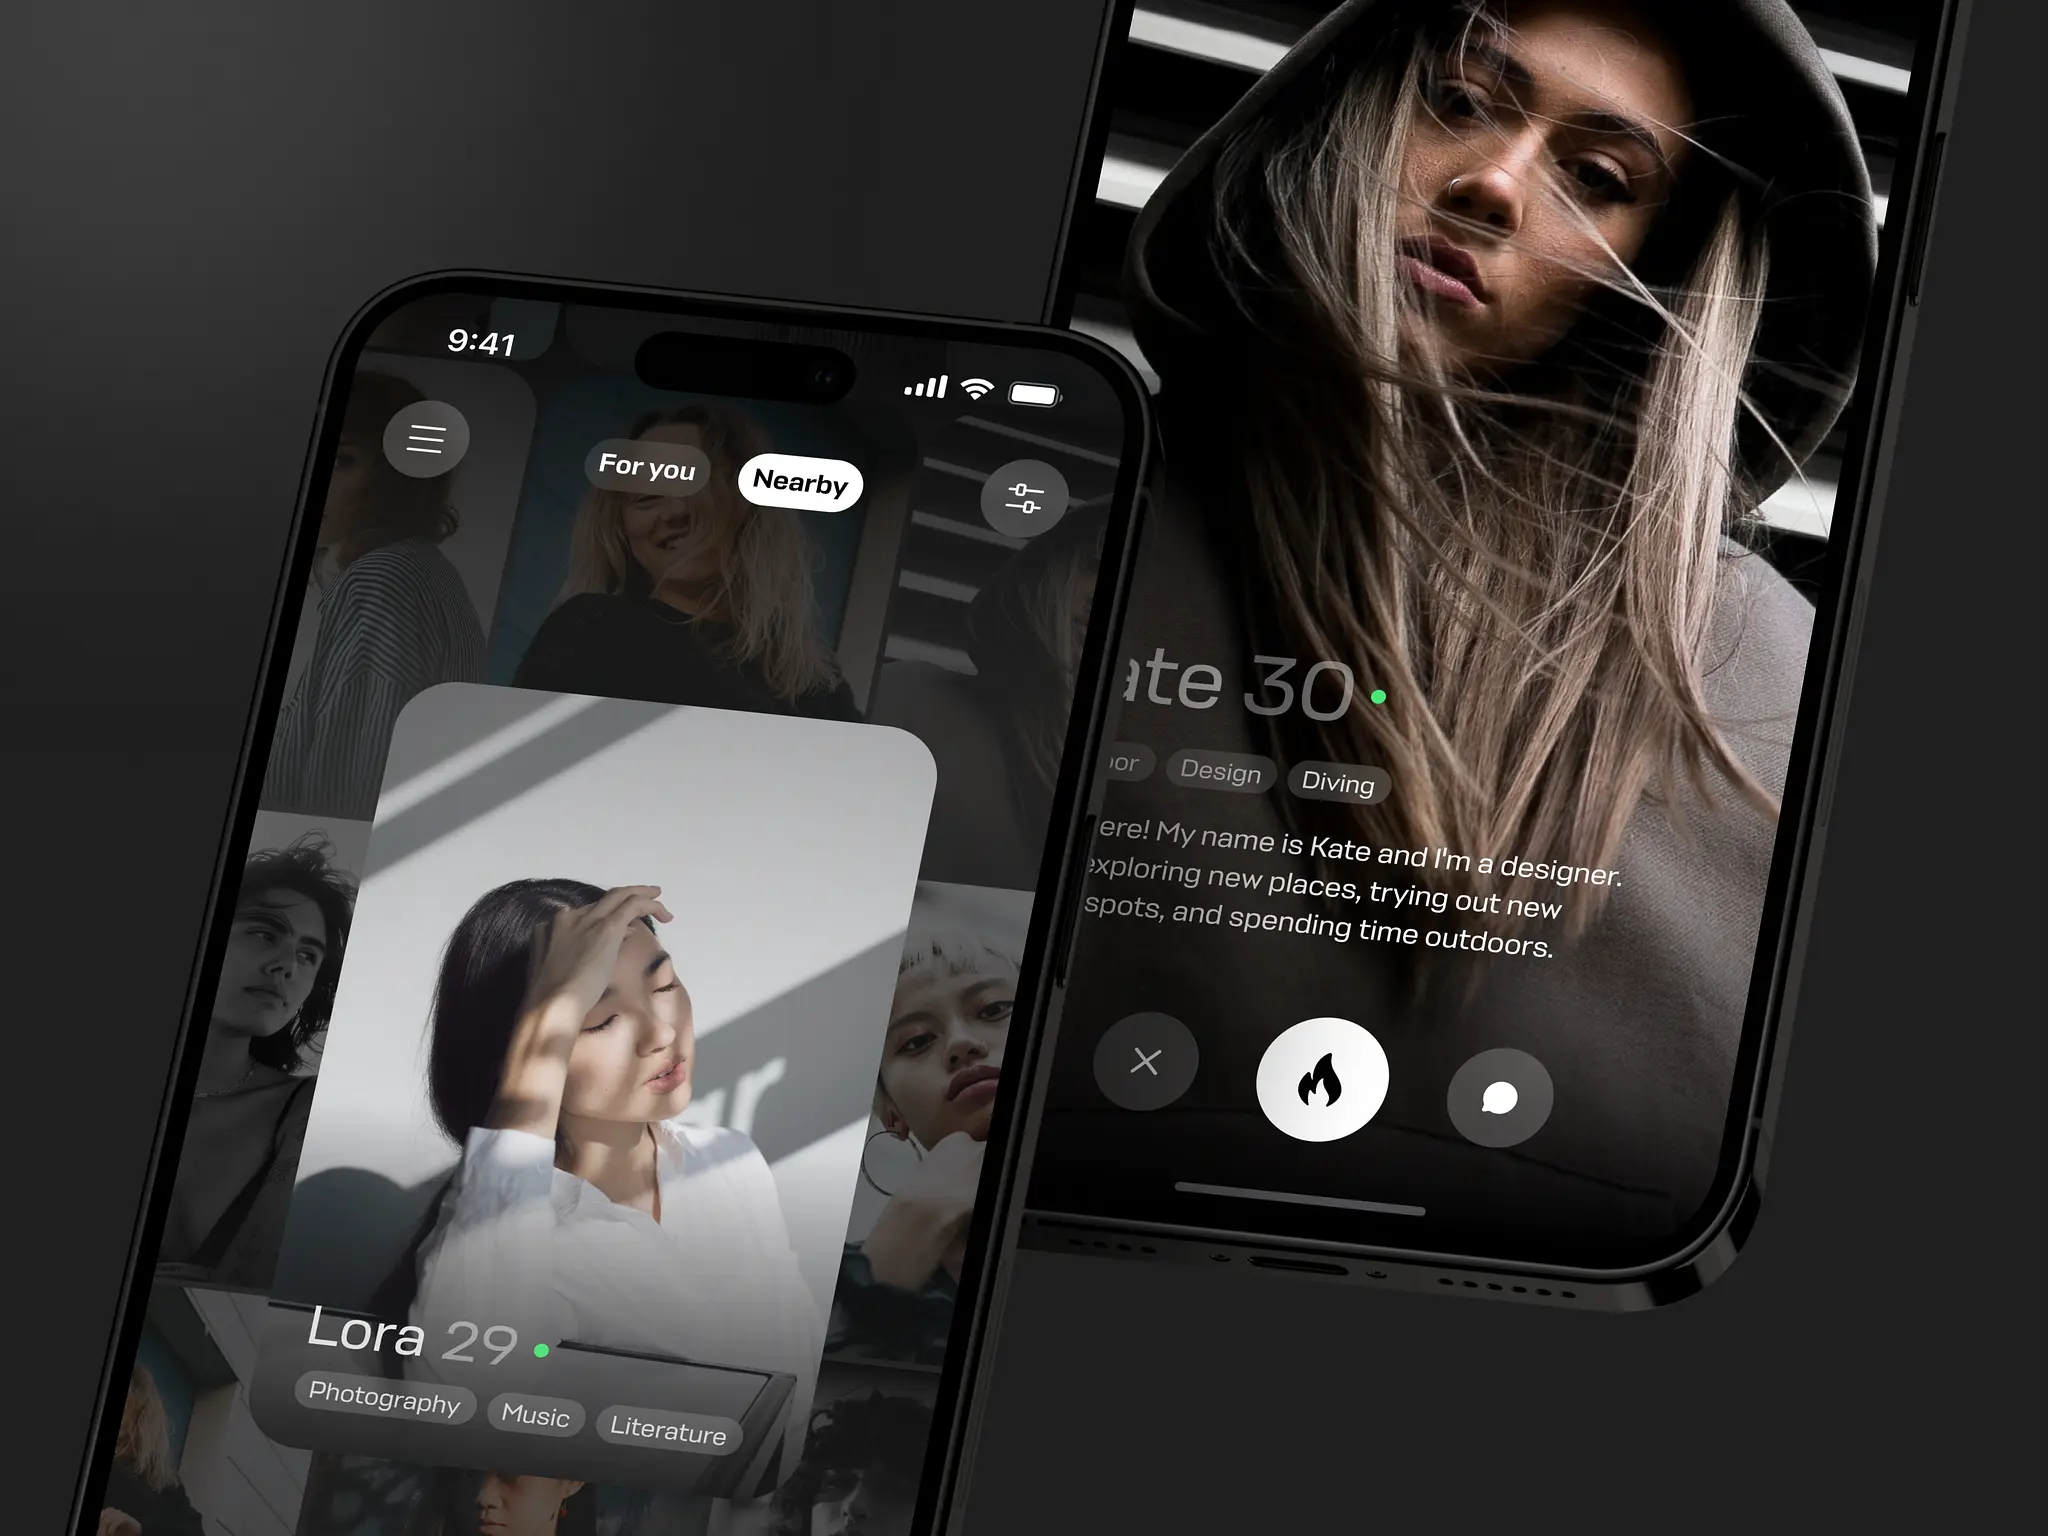 9:41
For you
Nearby
Lora 29
Photography
Music
Literature
ate 30
oor
Design
Diving
ere! My name is Kate and I'm a designer.
exploring new places, trying out new
spots, and spending time outdoors.